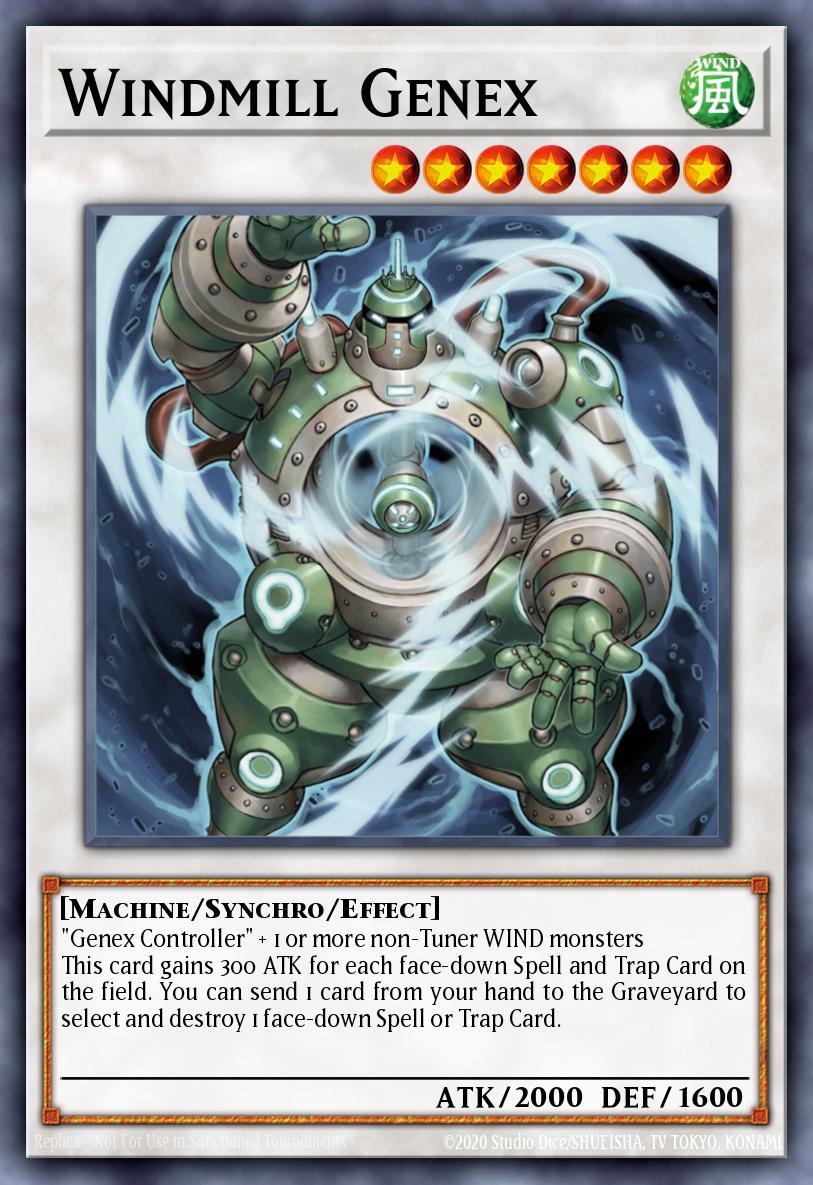 Windmill Genex
WIND
風
[Machine/Synchro/Effect]
"Genex Controller" + 1 or more non-Tuner WIND monsters
This card gains 300 ATK for each face-down Spell and Trap Card on
the field. You can send 1 card from your hand to the Graveyard to
select and destroy 1 face-down Spell or Trap Card.
ATK/2000 DEF/1600
Replica - Not For Use in Sanctioned Tournaments
©2020 Studio Dice/SHUEISHA, TV TOKYO, KONAMI